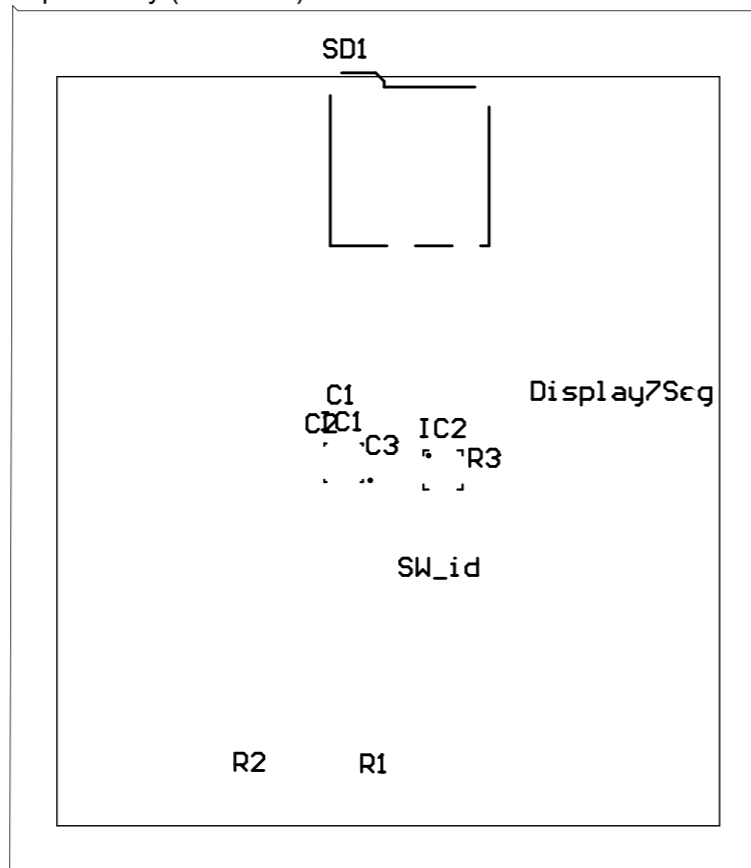 SD1
Display7Seg
C1
C2 IC1
IC2
C3
R3
SW_id
R2
R1